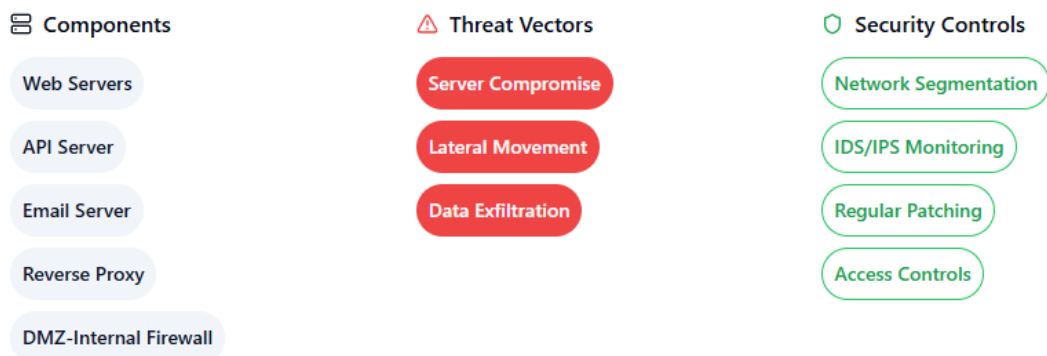 Components
Web Servers
API Server
Email Server
Reverse Proxy
DMZ-Internal Firewall
Threat Vectors
Server Compromise
Lateral Movement
Data Exfiltration
Security Controls
Network Segmentation
IDS/IPS Monitoring
Regular Patching
Access Controls